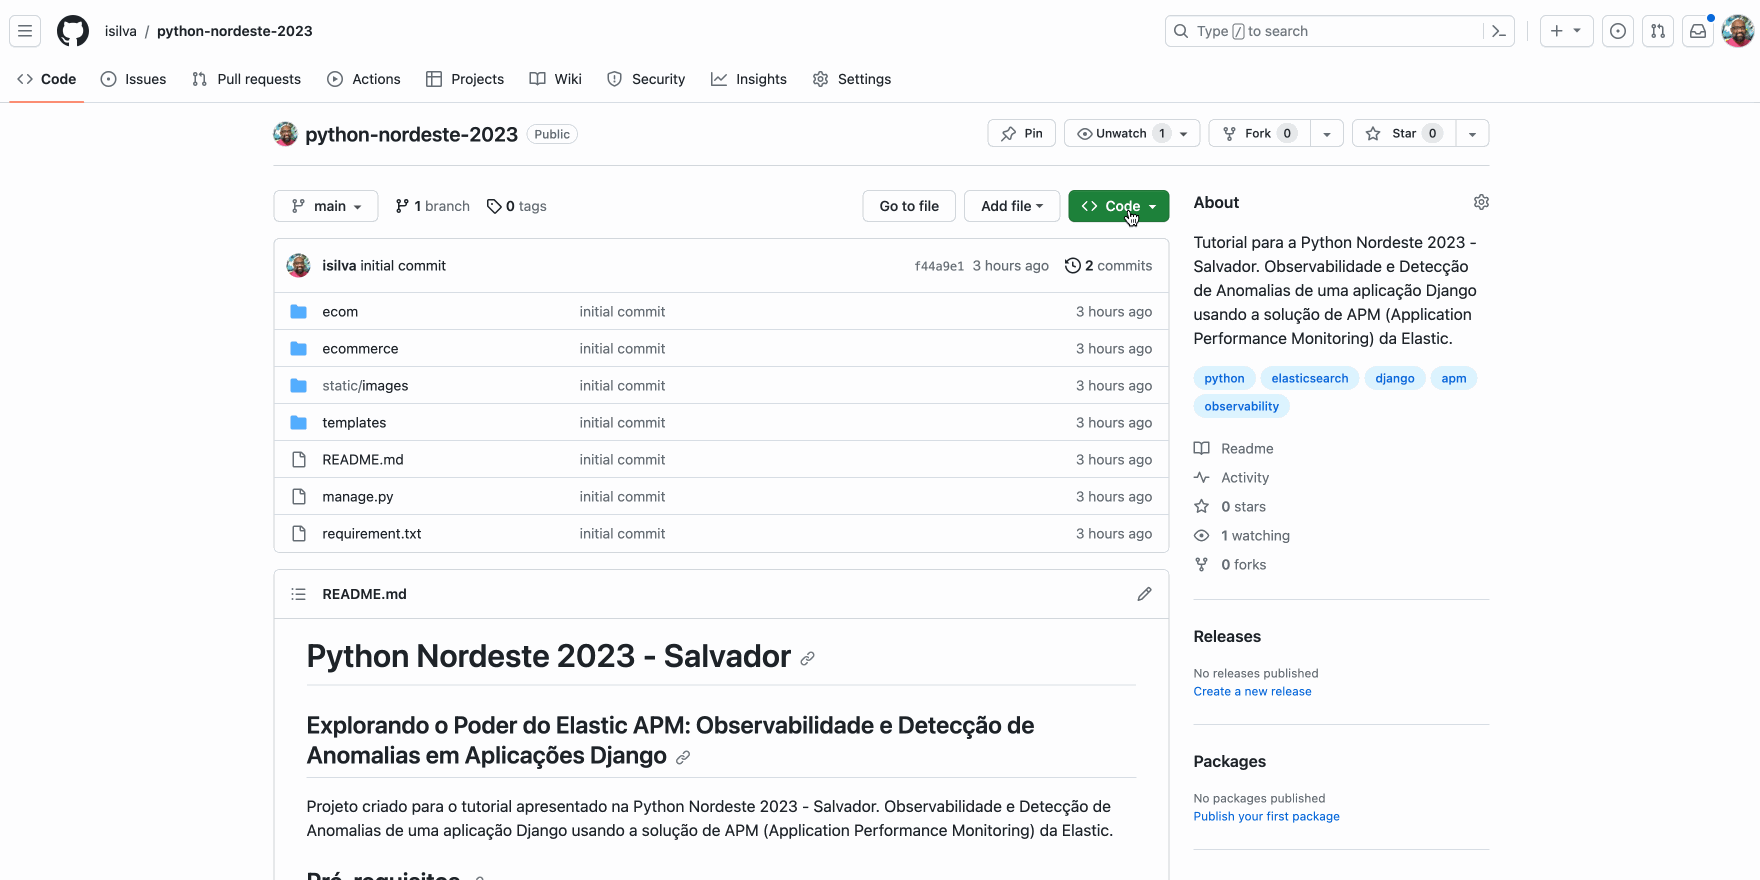 isilva / python-nordeste-2023
Type / to search
Code
Issues
Pull requests
Actions
Projects
Wiki
Security
Insights
Settings
python-nordeste-2023
Public
Pin
Unwatch 1
Fork 0
Star 0
main
1 branch
0 tags
Go to file
Add file
Code
isilva initial commit
f44a9e1 3 hours ago
2 commits
ecom initial commit 3 hours ago
ecommerce initial commit 3 hours ago
static/images initial commit 3 hours ago
templates initial commit 3 hours ago
README.md initial commit 3 hours ago
manage.py initial commit 3 hours ago
requirement.txt initial commit 3 hours ago
README.md
Python Nordeste 2023 - Salvador
Explorando o Poder do Elastic APM: Observabilidade e Detecção de
Anomalias em Aplicações Django
Projeto criado para o tutorial apresentado na Python Nordeste 2023 - Salvador. Observabilidade e Detecção de
Anomalias de uma aplicação Django usando a solução de APM (Application Performance Monitoring) da Elastic.
Pré-requisitos
About
Tutorial para a Python Nordeste 2023 -
Salvador. Observabilidade e Detecção
de Anomalias de uma aplicação Django
usando a solução de APM (Application
Performance Monitoring) da Elastic.
python elasticsearch django apm
observability
Readme
Activity
0 stars
1 watching
0 forks
Releases
No releases published
Create a new release
Packages
No packages published
Publish your first package